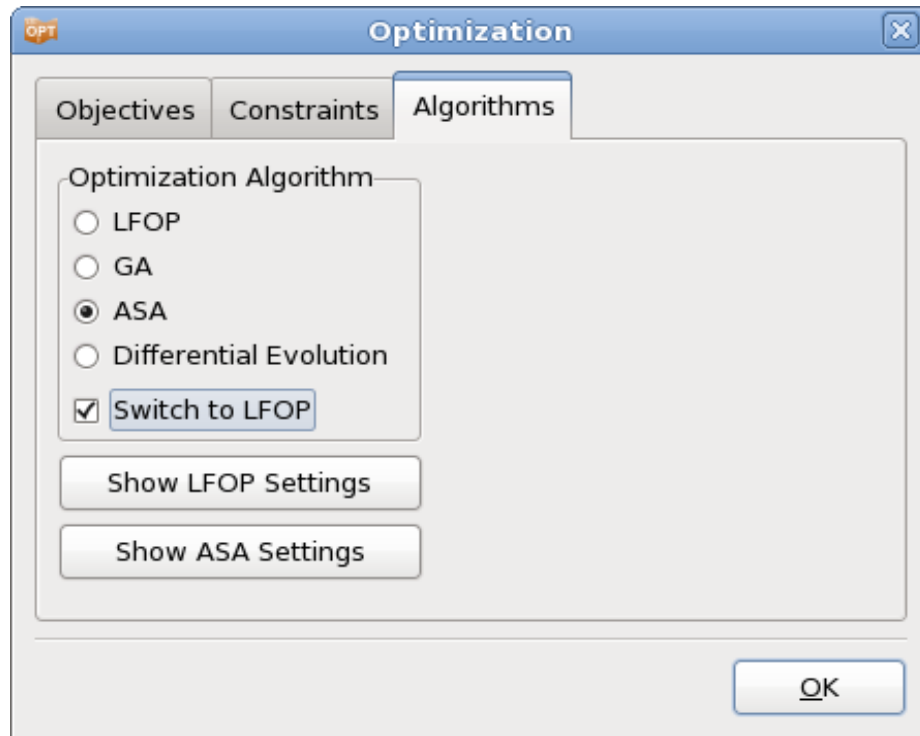 OPT
Optimization
Objectives Constraints Algorithms
Optimization Algorithm
LFOP
GA
ASA
Differential Evolution
Switch to LFOP
Show LFOP Settings
Show ASA Settings
OK